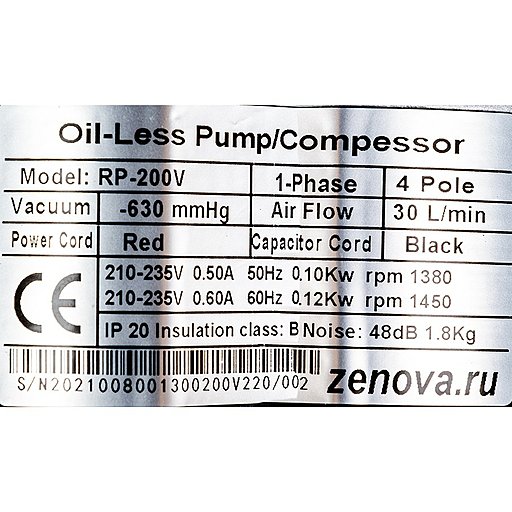 Oil-Less Pump/Compessor
Model: RP-200V 1-Phase 4 Pole
Vacuum -630 mmHg Air Flow 30 L/min
Power Cord Red Capacitor Cord Black
CE 210-235V 0.50A 50Hz 0.10Kw rpm 1380
210-235V 0.60A 60Hz 0.12Kw rpm 1450
IP 20 Insulation class: B Noise: 48dB 1.8Kg
S/N2021008001300200V220/002 zenova.ru